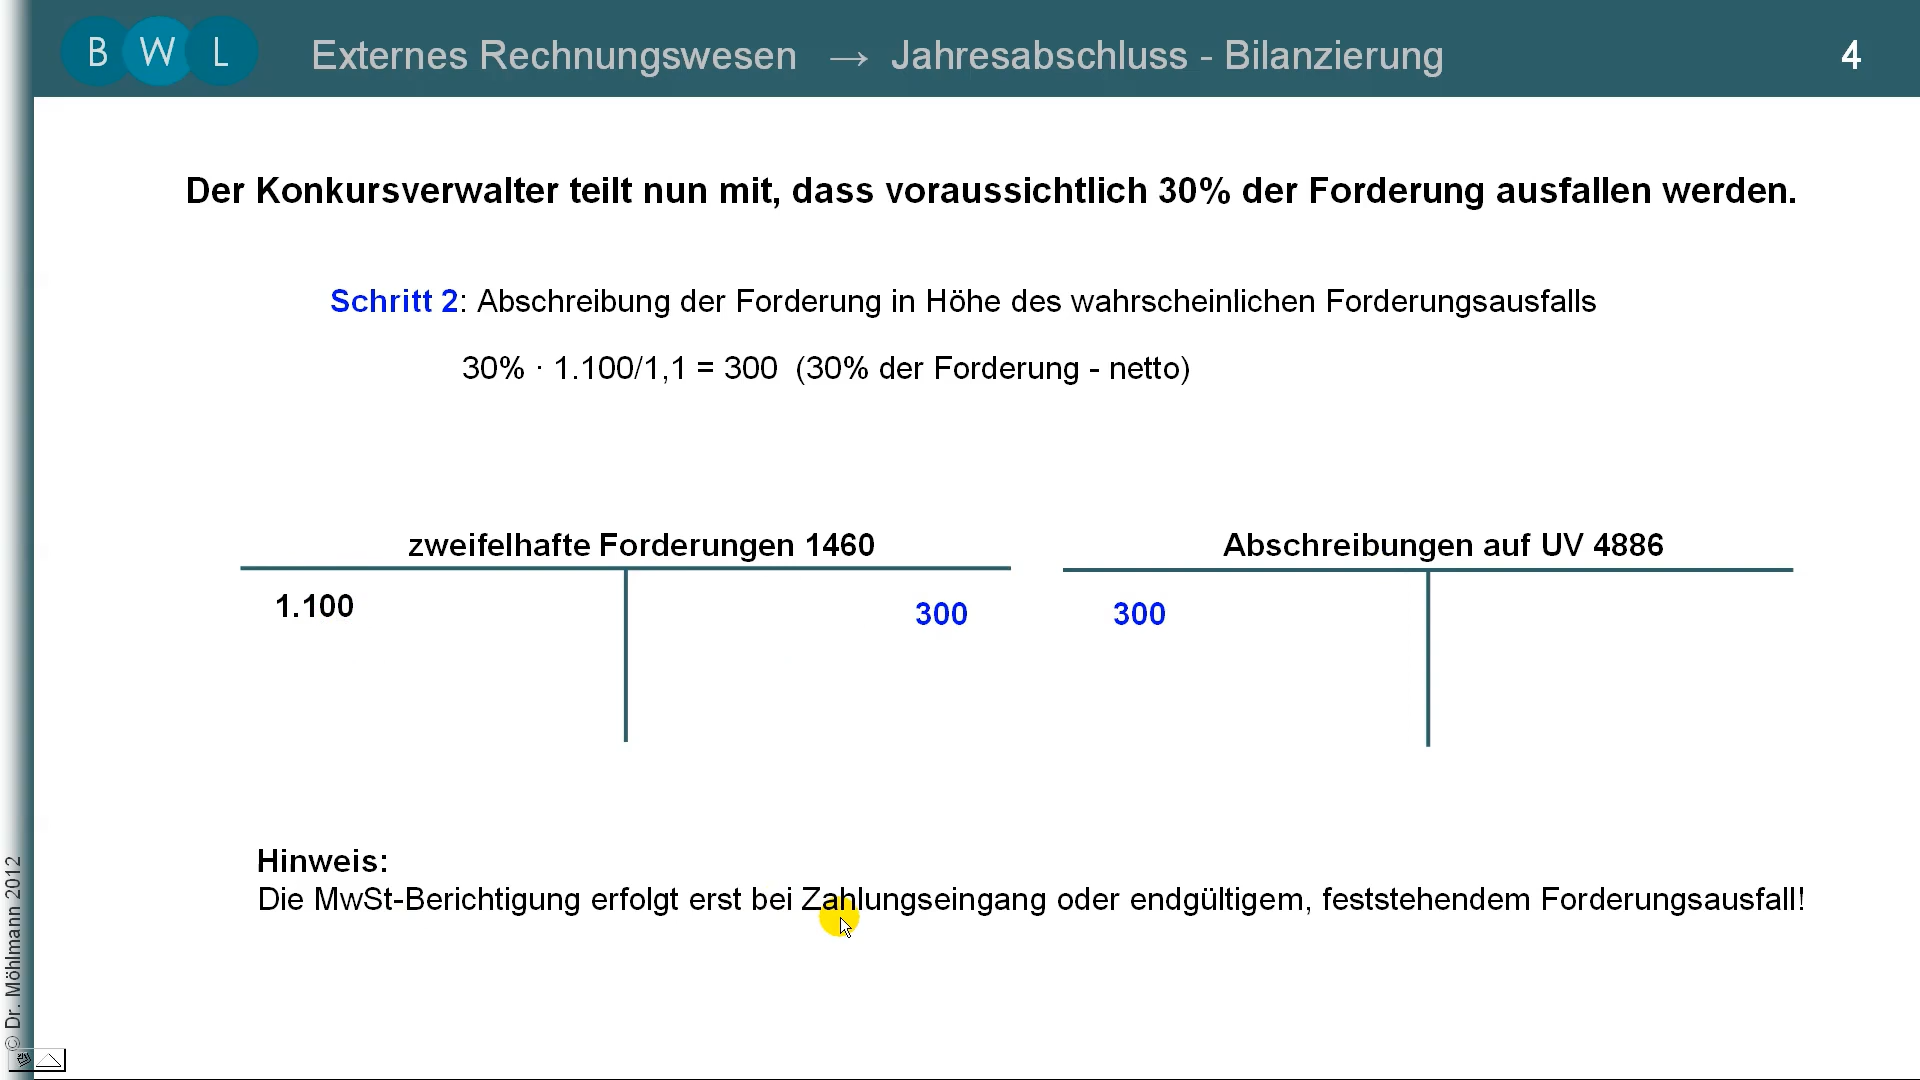 B W L
Externes Rechnungswesen → Jahresabschluss - Bilanzierung
4
Der Konkursverwalter teilt nun mit, dass voraussichtlich 30% der Forderung ausfallen werden.
Schritt 2: Abschreibung der Forderung in Höhe des wahrscheinlichen Forderungsausfalls
30% · 1.100/1,1 = 300 (30% der Forderung - netto)
zweifelhafte Forderungen 1460
1.100
300
Abschreibungen auf UV 4886
300
Hinweis:
Die MwSt-Berichtigung erfolgt erst bei Zahlungseingang oder endgültigem, feststehendem Forderungsausfall!
© Dr. Möhlmann 2012